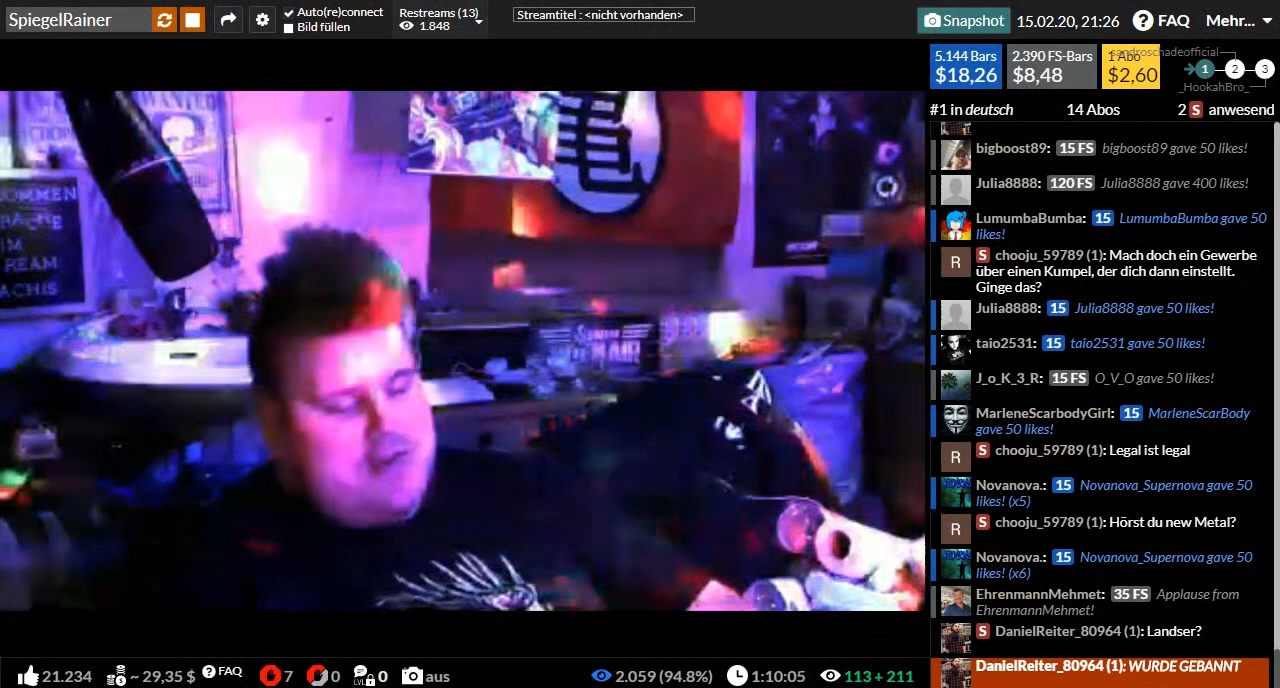 SpiegelRainer
Auto(re)connect
Bild füllen
Restreams (13)
1.848
Streamtitel : <nicht vorhanden>
Snapshot
15.02.20, 21:26
FAQ
Mehr...
5.144 Bars
$18,26
2.390 FS-Bars
$8,48
1 Abo
$2,60
sandroschadeofficial
1 2 3
_HookahBro_
#1 in deutsch
14 Abos
2 S anwesend
bigboost89: 15 FS bigboost89 gave 50 likes!
Julia8888: 120 FS Julia8888 gave 400 likes!
LumumbaBumba: 15 LumumbaBumba gave 50
likes!
R S chooju_59789 (1): Mach doch ein Gewerbe
über einen Kumpel, der dich dann einstellt.
Ginge das?
Julia8888: 15 Julia8888 gave 50 likes!
taio2531: 15 taio2531 gave 50 likes!
J_o_K_3_R: 15 FS O_V_O gave 50 likes!
MarleneScarbodyGirl: 15 MarleneScarBody
gave 50 likes!
R S chooju_59789 (1): Legal ist legal
Novanova.: 15 Novanova_Supernova gave 50
likes! (x5)
R S chooju_59789 (1): Hörst du new Metal?
Novanova.: 15 Novanova_Supernova gave 50
likes! (x6)
EhrenmannMehmet: 35 FS Applause from
EhrenmannMehmet!
S DanielReiter_80964 (1): Landser?
DanielReiter_80964 (1): WURDE GEBANNT
21.234
~ 29,35 $
FAQ
7
0
LVL
0
aus
2.059 (94.8%)
1:10:05
113 + 211
亀